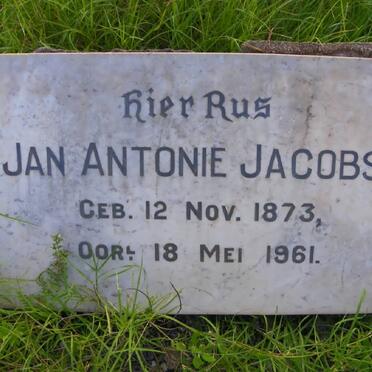 Hier Rus
JAN ANTONIE JACOBS
GEB. 12 NOV. 1873,
OORL. 18 MEI 1961.